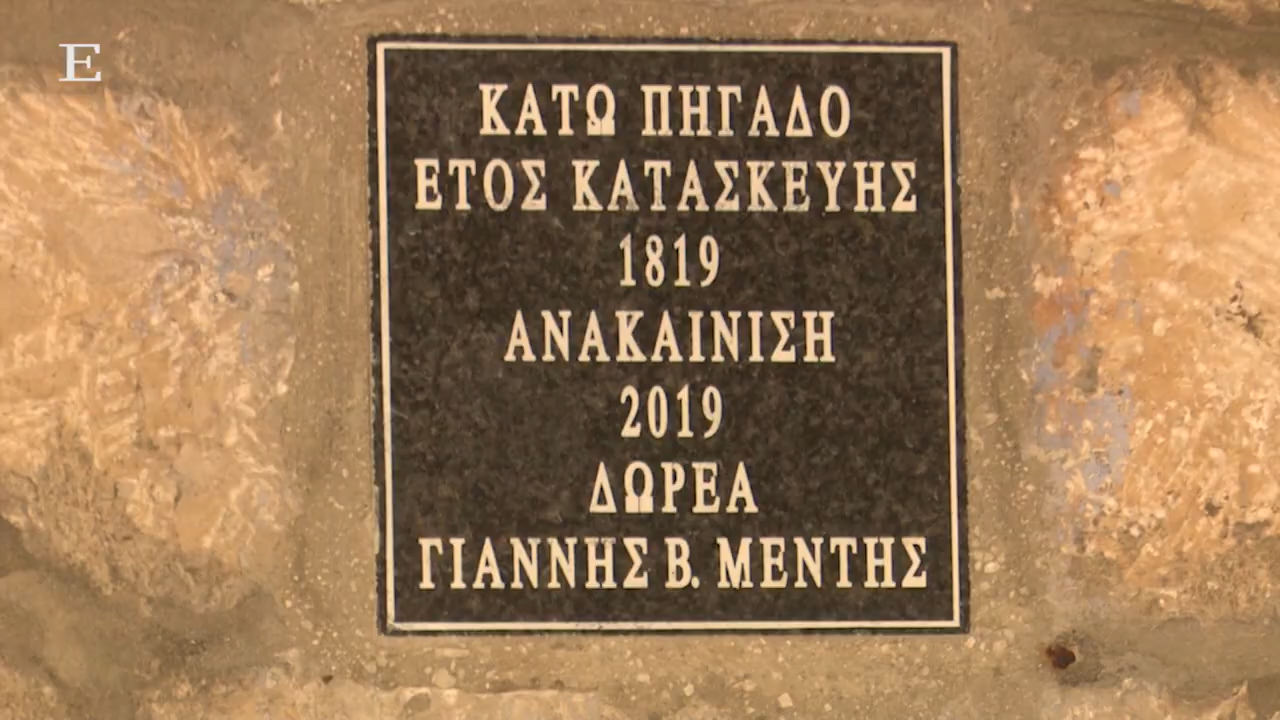 E
ΚΑΤΩ ΠΗΓΑΔΟ
ΕΤΟΣ ΚΑΤΑΣΚΕΥΗΣ
1819
ΑΝΑΚΑΙΝΙΣΗ
2019
ΔΩΡΕΑ
ΓΙΑΝΝΗΣ Β. ΜΕΝΤΗΣ